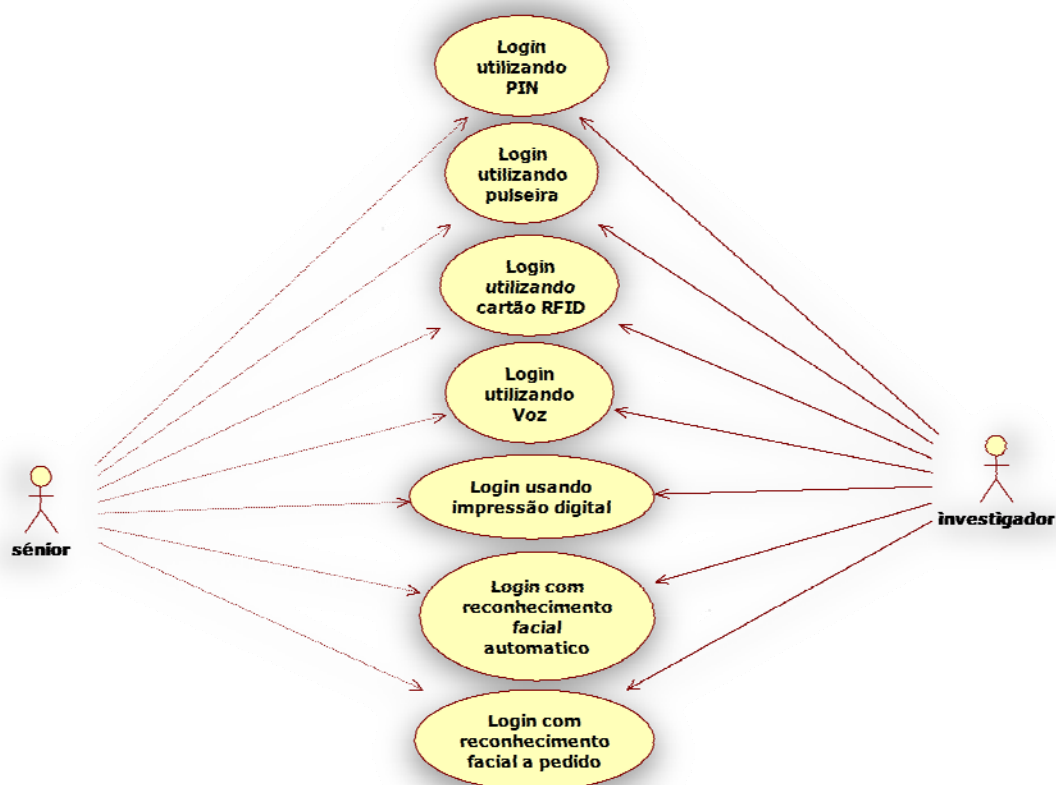 Login
utilizando
PIN
Login
utilizando
pulseira
Login
utilizando
cartão RFID
Login
utilizando
Voz
Login usando
impressão digital
sénior
investigador
Login com
reconhecimento
facial
automatico
Login com
reconhecimento
facial a pedido